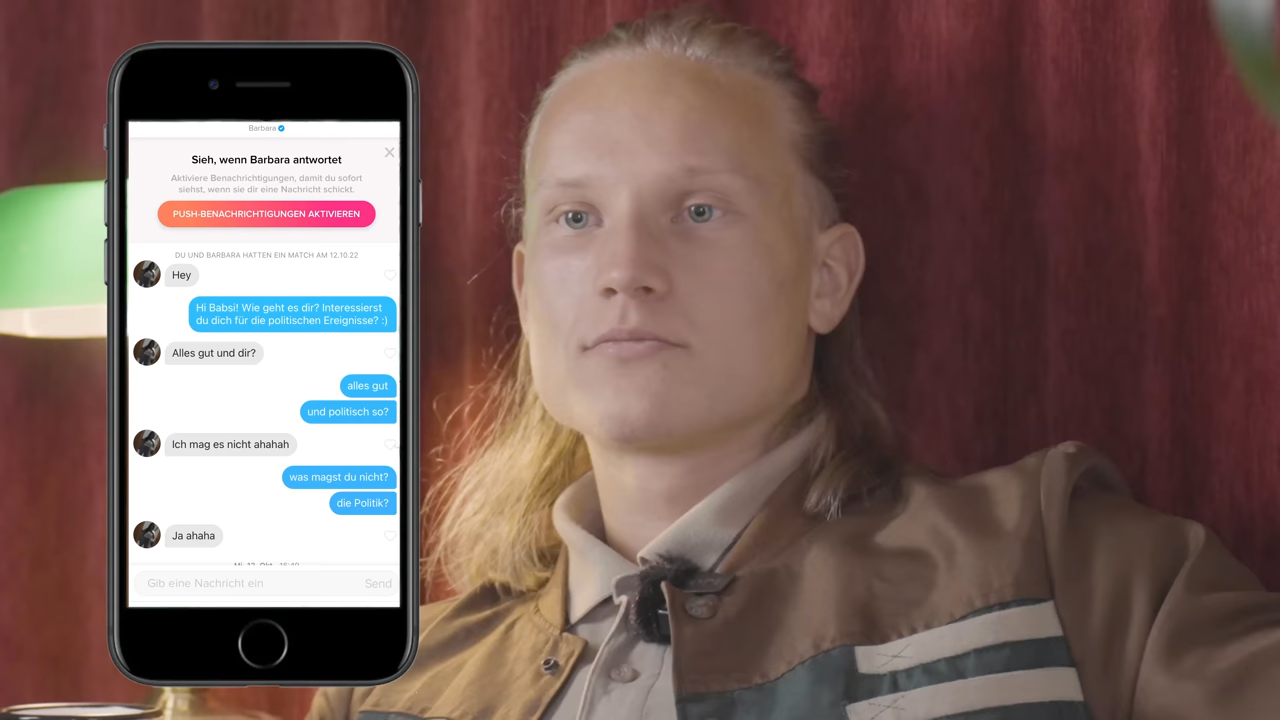 Barbara
Sieh, wenn Barbara antwortet
Aktiviere Benachrichtigungen, damit du sofort
siehst, wenn sie dir eine Nachricht schickt.
PUSH-BENACHRICHTIGUNGEN AKTIVIEREN
DU UND BARBARA HATTEN EIN MATCH AM 12.10.22
Hey
Hi Babsi! Wie geht es dir? Interessierst
du dich für die politischen Ereignisse? :)
Alles gut und dir?
alles gut
und politisch so?
Ich mag es nicht ahahah
was magst du nicht?
die Politik?
Ja ahaha
Gib eine Nachricht ein
Send